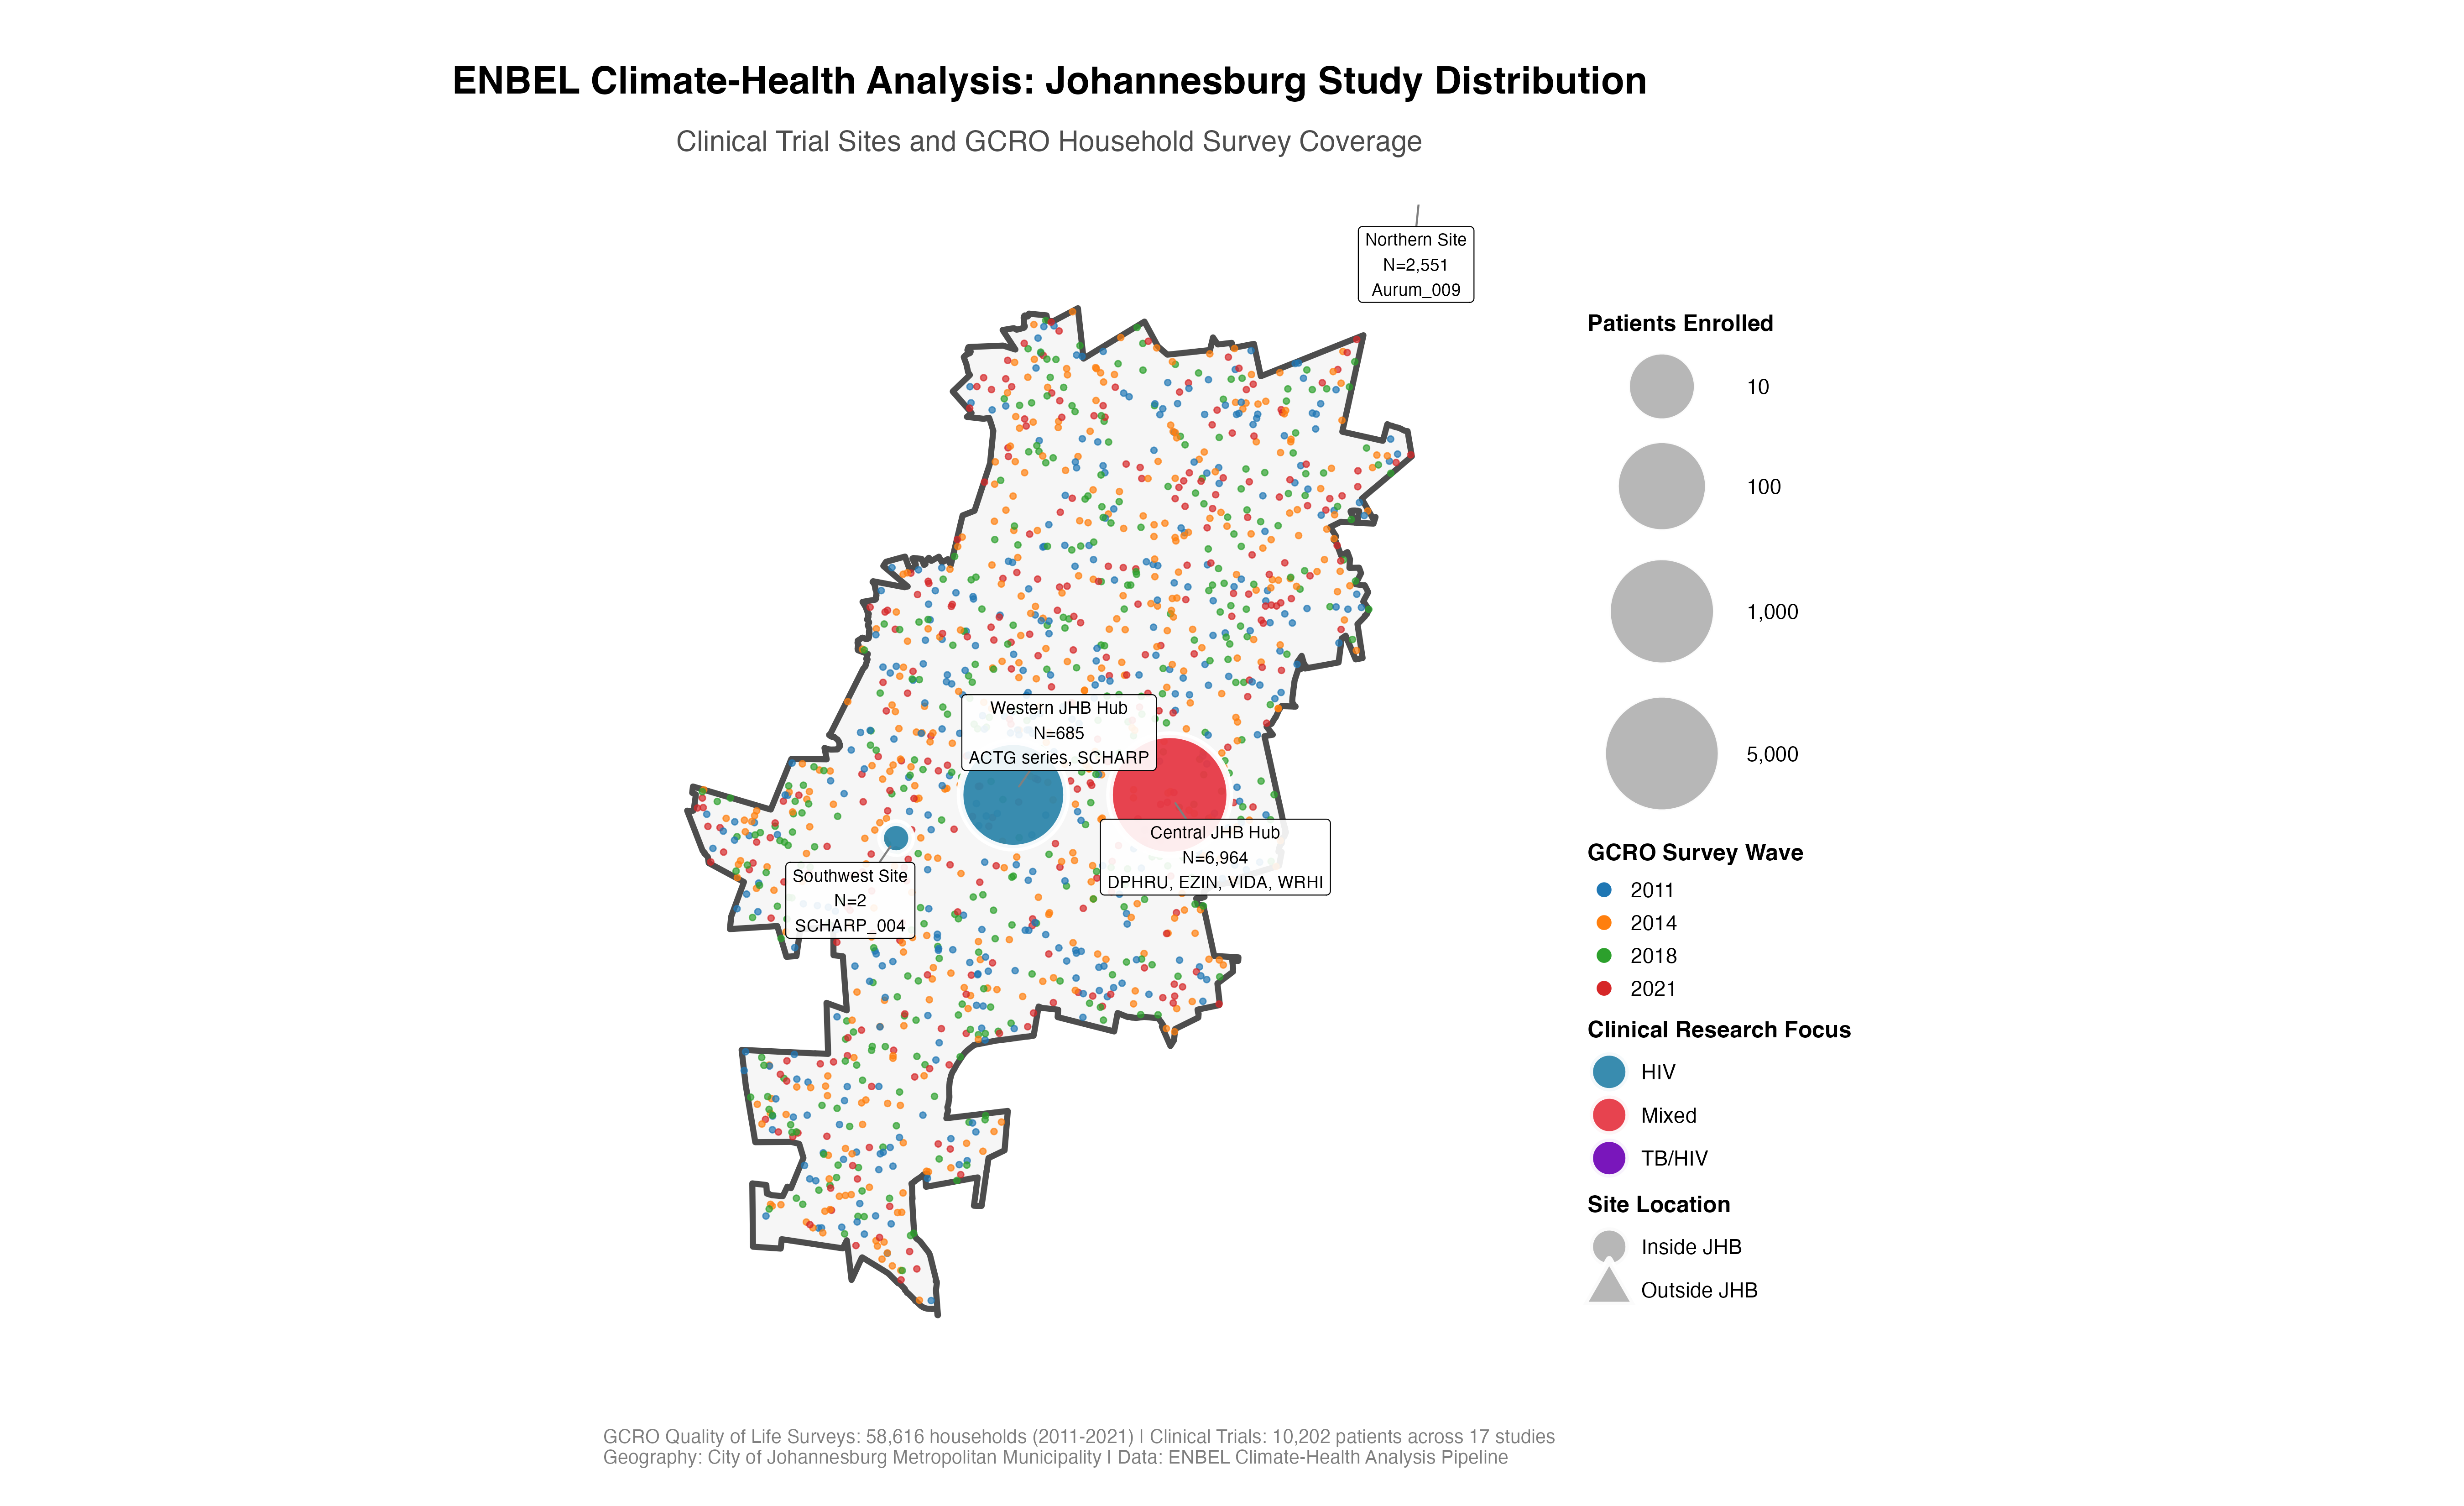 ENBEL Climate-Health Analysis: Johannesburg Study Distribution
Clinical Trial Sites and GCRO Household Survey Coverage
Northern Site
N=2,551
Aurum_009
Western JHB Hub
N=685
ACTG series, SCHARP
Central JHB Hub
N=6,964
DPHRU, EZIN, VIDA, WRHI
Southwest Site
N=2
SCHARP_004
Patients Enrolled
10
100
1,000
5,000
GCRO Survey Wave
2011
2014
2018
2021
Clinical Research Focus
HIV
Mixed
TB/HIV
Site Location
Inside JHB
Outside JHB
GCRO Quality of Life Surveys: 58,616 households (2011-2021) | Clinical Trials: 10,202 patients across 17 studies
Geography: City of Johannesburg Metropolitan Municipality | Data: ENBEL Climate-Health Analysis Pipeline